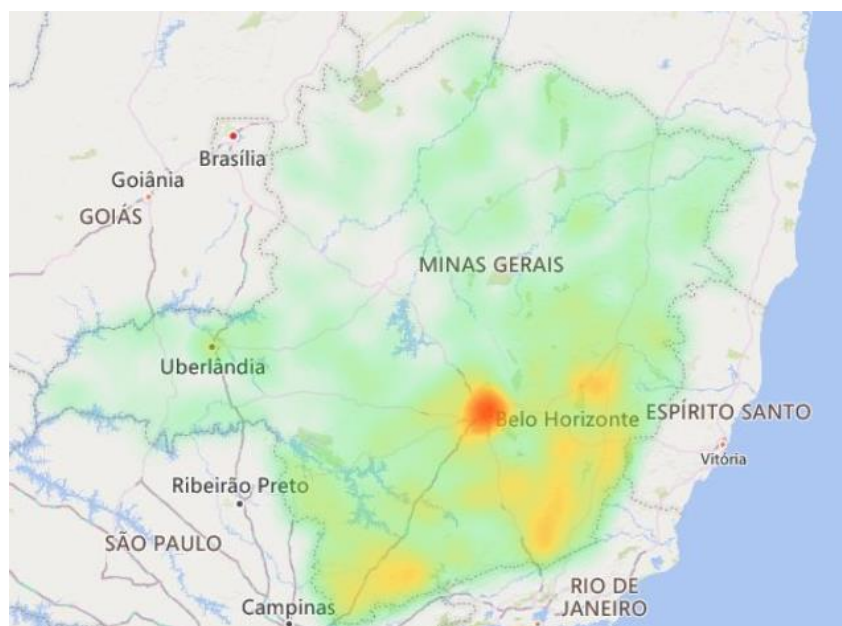 Brasília
Goiânia
GOIÁS
MINAS GERAIS
Uberlândia
Belo Horizonte
ESPÍRITO SANTO
Vitória
Ribeirão Preto
SÃO PAULO
RIO DE
JANEIRO
Campinas